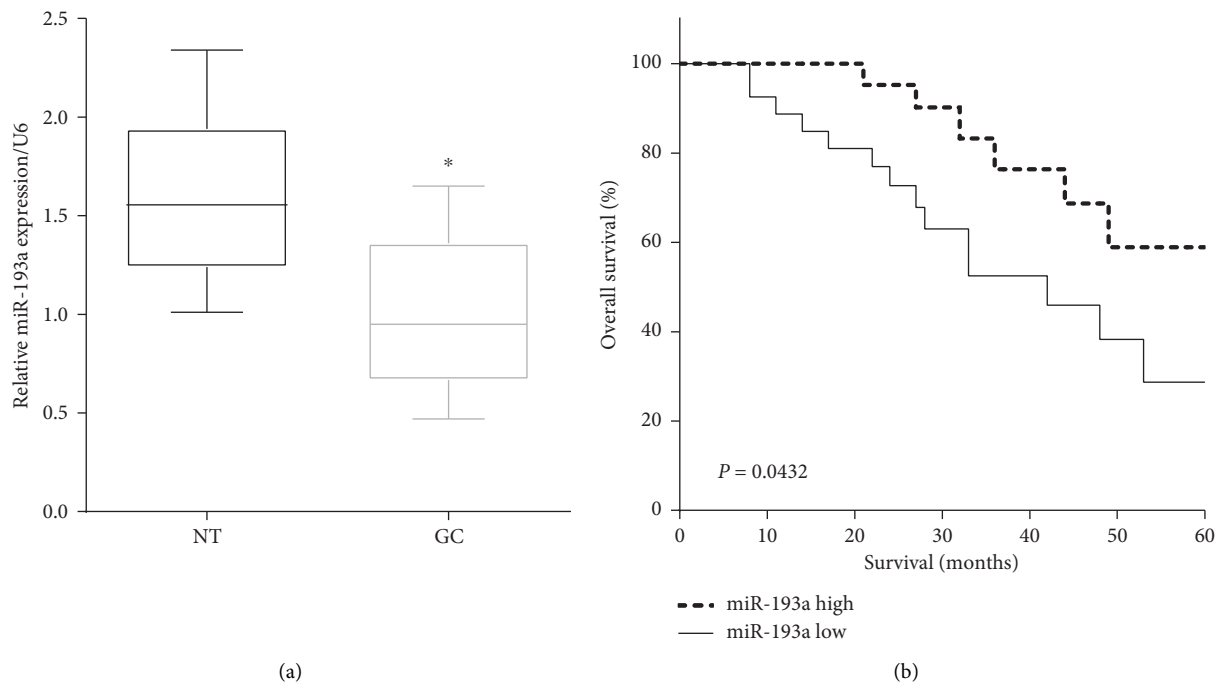 Relative miR-193a expression/U6
2.5
2.0
1.5
1.0
0.5
0.0
*
NT
GC
(a)
Overall survival (%)
100
80
60
40
20
0
P = 0.0432
0
10
20
30
40
50
60
Survival (months)
miR-193a high
miR-193a low
(b)